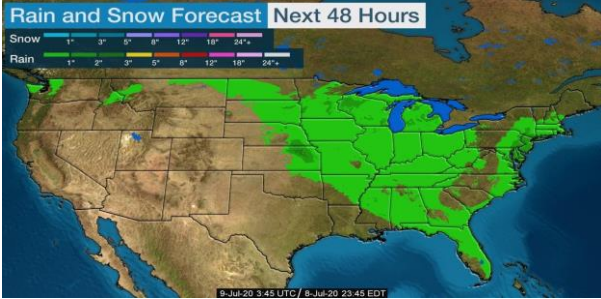 Rain and Snow Forecast Next 48 Hours
Snow 1" 3" 5" 8" 12" 18" 24"+
Rain 1" 2" 3" 5" 8" 12" 18" 24"+
9-Jul-20 3:45 UTC / 8-Jul-20 23:45 EDT